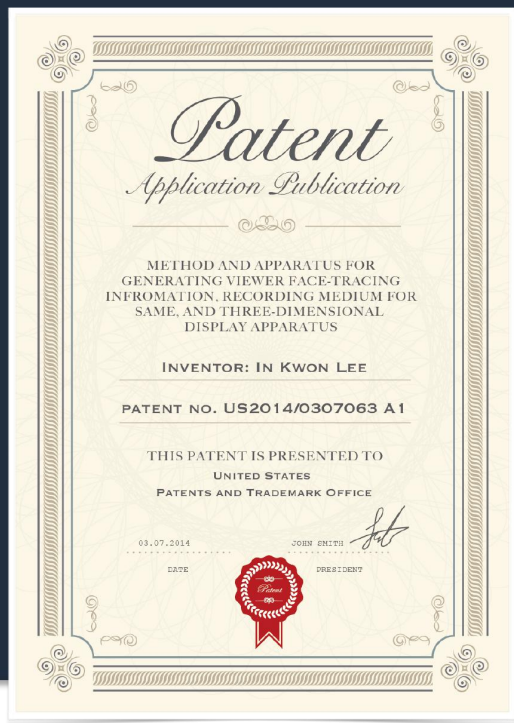 Patent
Application Publication
METHOD AND APPARATUS FOR
GENERATING VIEWER FACE-TRACING
INFROMATION, RECORDING MEDIUM FOR
SAME, AND THREE-DIMENSIONAL
DISPLAY APPARATUS
INVENTOR: IN KWON LEE
PATENT NO. US2014/0307063 A1
THIS PATENT IS PRESENTED TO
UNITED STATES
PATENTS AND TRADEMARK OFFICE
03.07.2014 JOHN SMITH
DATE PRESIDENT
Patent